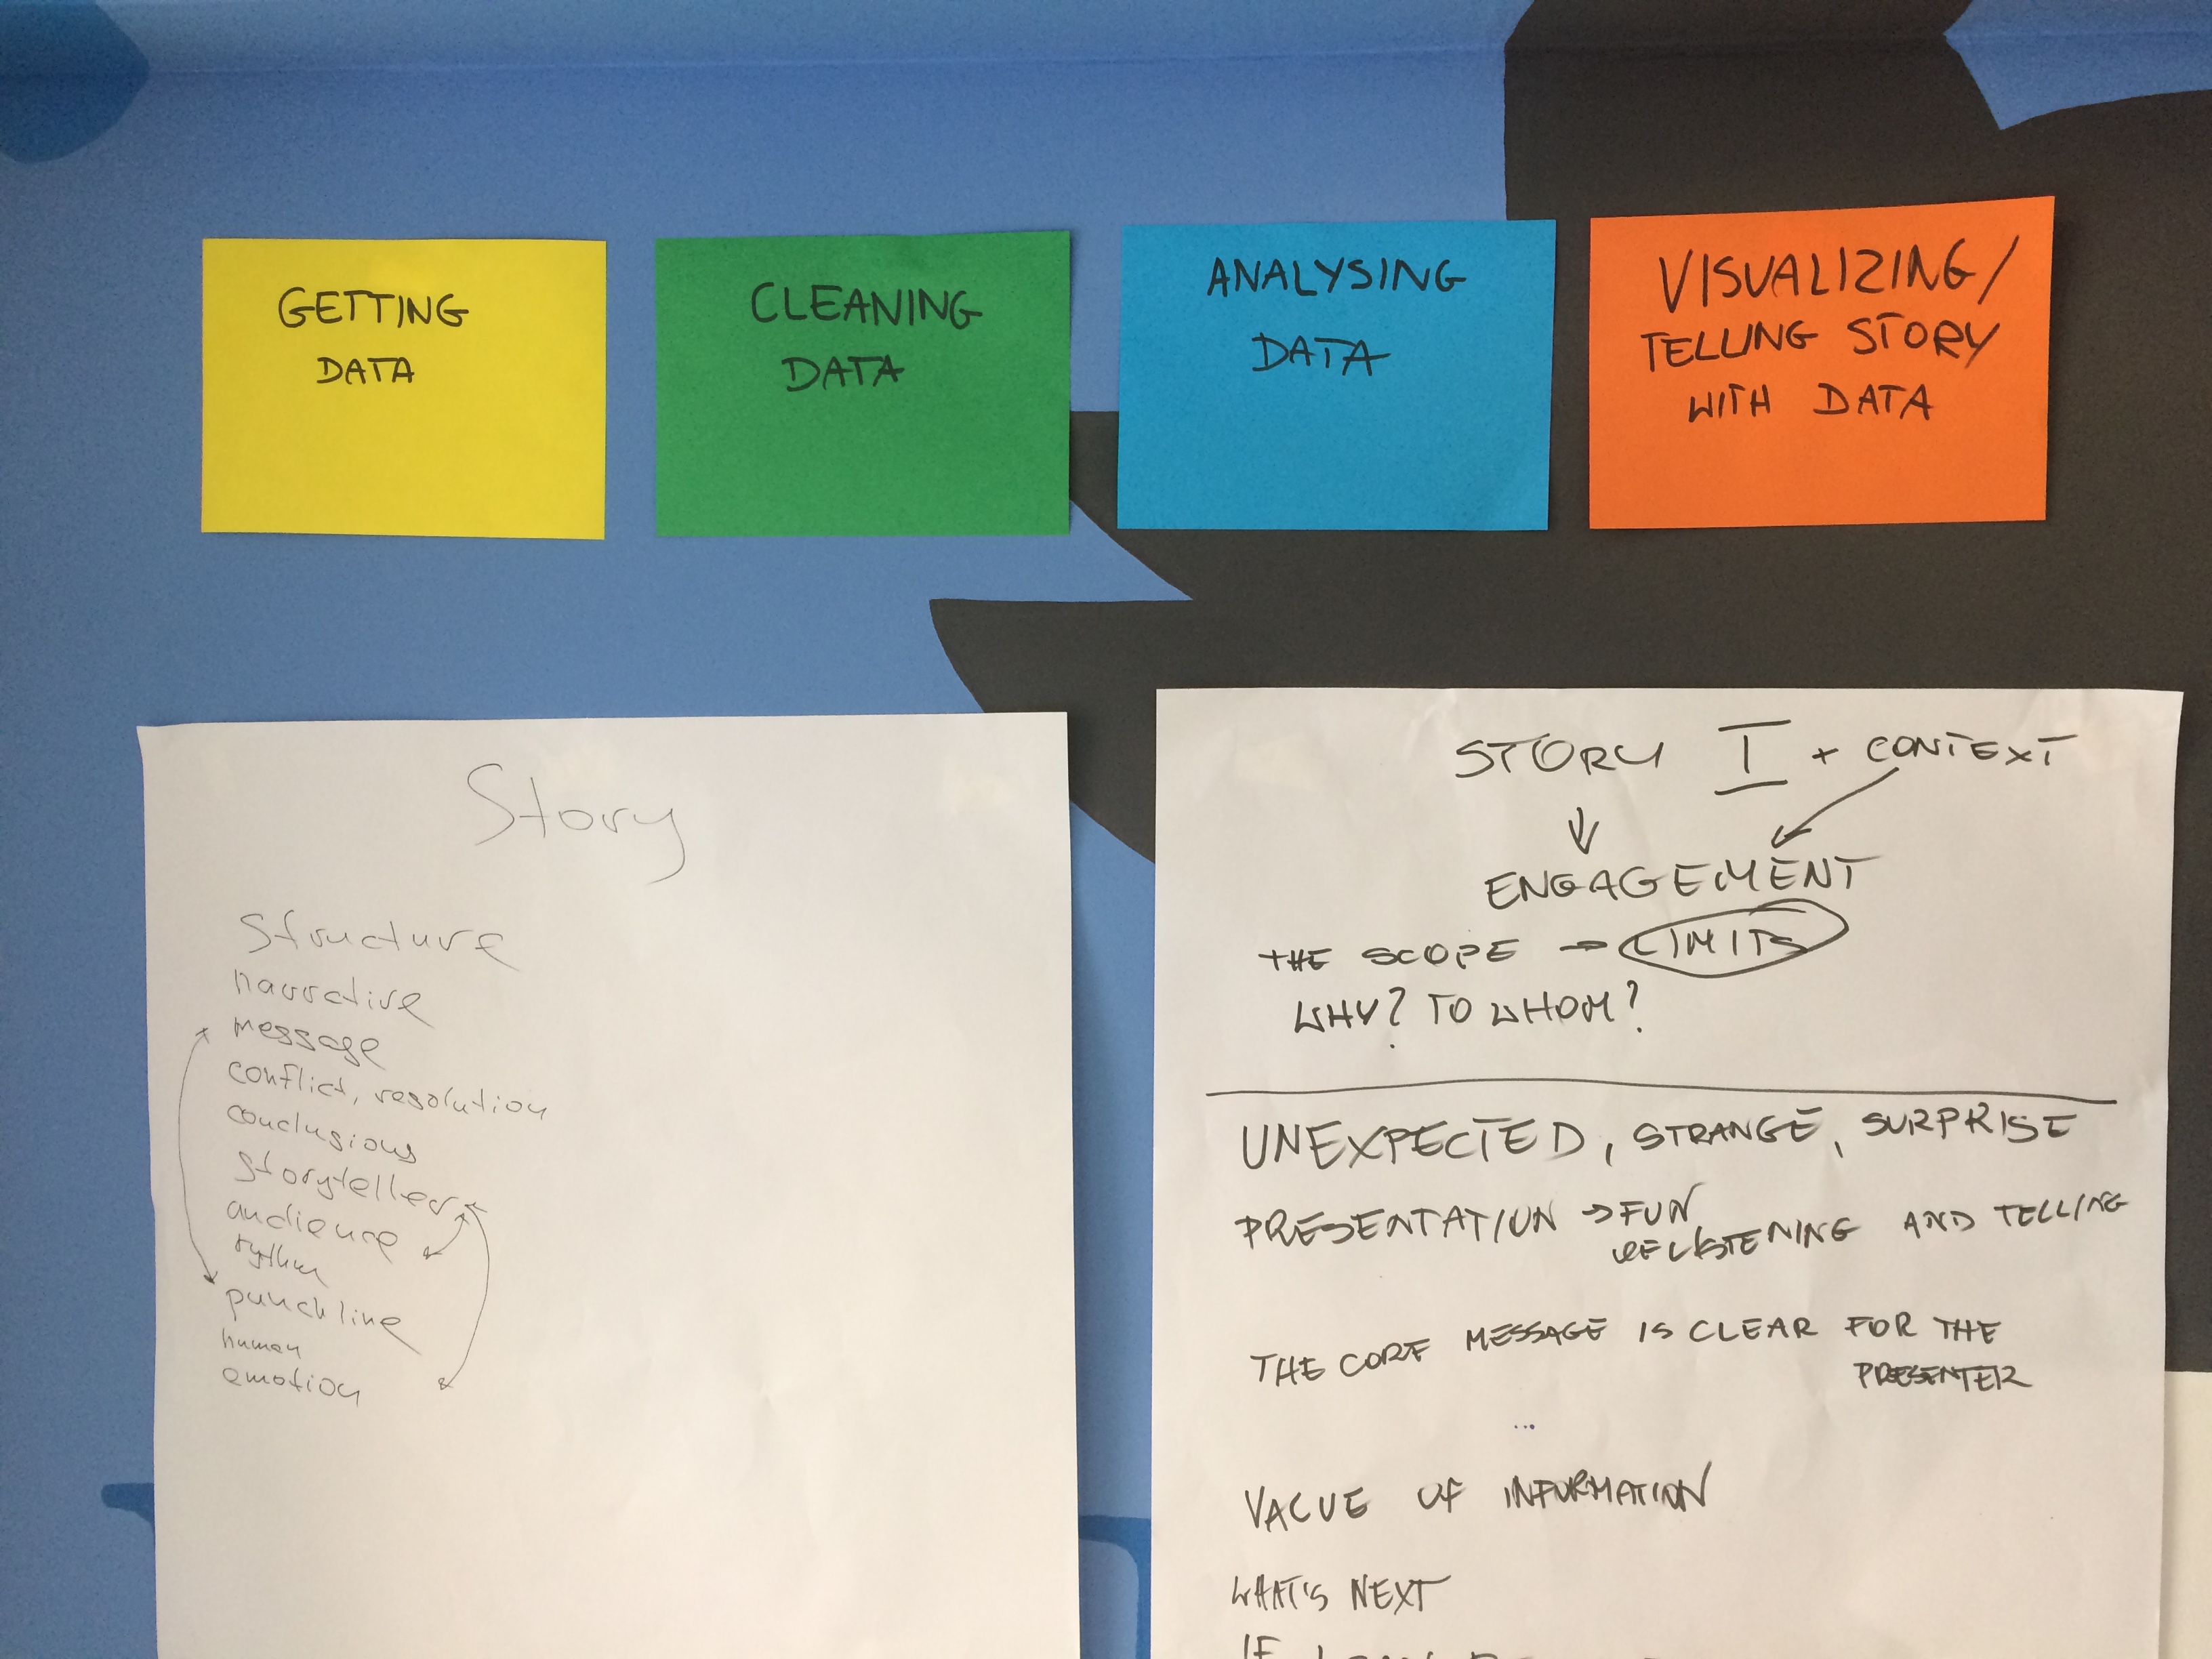 GETTING
DATA
CLEANING
DATA
ANALYSING
DATA
VISUALIZING/
TELLING STORY
WITH DATA
Story
Structure
narrative
message
conflict, resolution
conclusions
storyteller
audience
rythm
punchline
human
emotion
STORY I + CONTEXT
ENGAGEMENT
THE SCOPE → LIMITS
WHY? TO WHOM?
UNEXPECTED, STRANGE, SURPRISE
PRESENTATION → FUN
LISTENING AND TELLING
THE CORE MESSAGE IS CLEAR FOR THE
PRESENTER
...
VALUE OF INFORMATION
WHAT'S NEXT
IF